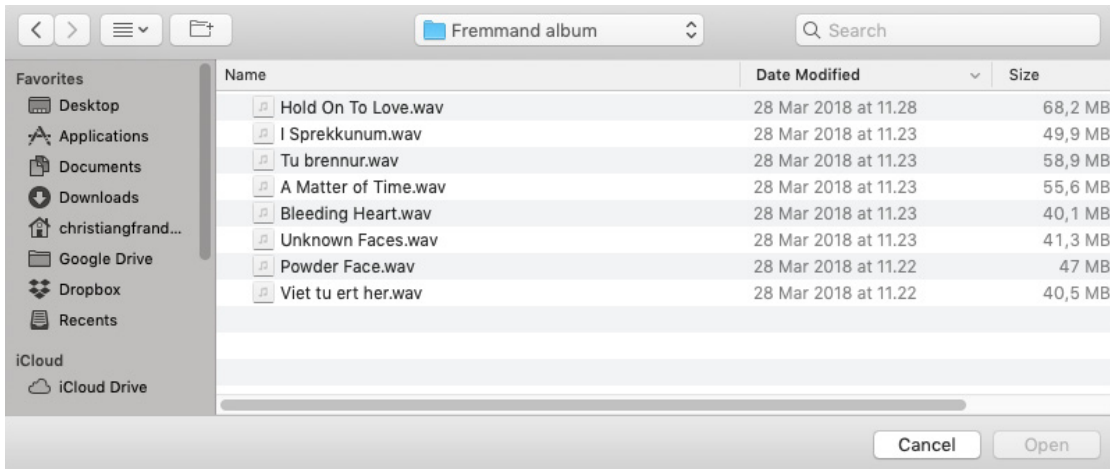 Fremmand album
Search
Favorites
Desktop
Applications
Documents
Downloads
christiangfrand...
Google Drive
Dropbox
Recents
iCloud
iCloud Drive
Name Date Modified Size
Hold On To Love.wav 28 Mar 2018 at 11.28 68,2 MB
I Sprekkunum.wav 28 Mar 2018 at 11.23 49,9 MB
Tu brennur.wav 28 Mar 2018 at 11.23 58,9 MB
A Matter of Time.wav 28 Mar 2018 at 11.23 55,6 MB
Bleeding Heart.wav 28 Mar 2018 at 11.23 40,1 MB
Unknown Faces.wav 28 Mar 2018 at 11.23 41,3 MB
Powder Face.wav 28 Mar 2018 at 11.22 47 MB
Viet tu ert her.wav 28 Mar 2018 at 11.22 40,5 MB
Cancel Open